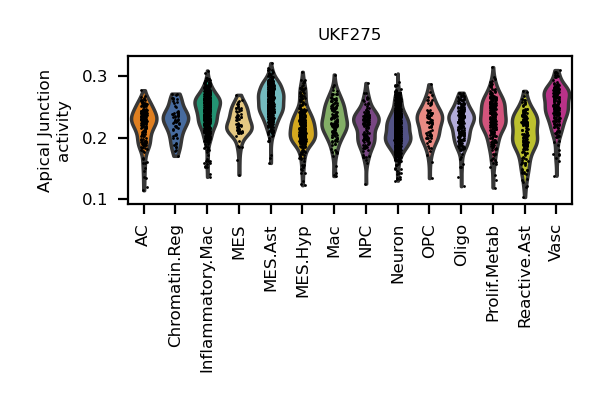 UKF275
Apical Junction
activity
0.3
0.2
0.1
AC
Chromatin.Reg
Inflammatory.Mac
MES
MES.Ast
MES.Hyp
Mac
NPC
Neuron
OPC
Oligo
Prolif.Metab
Reactive.Ast
Vasc